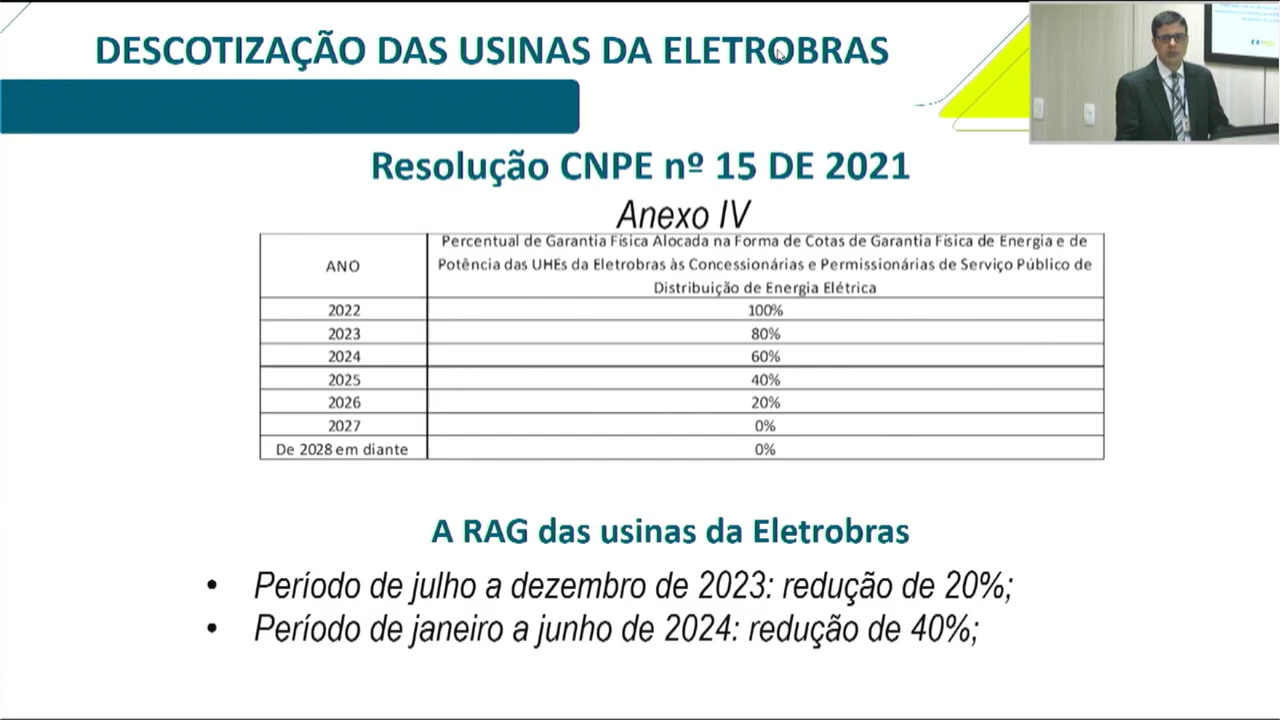 DESCOTIZAÇÃO DAS USINAS DA ELETROBRAS
Resolução CNPE nº 15 DE 2021
Anexo IV
ANO
Percentual de Garantia Física Alocada na Forma de Cotas de Garantia Física de Energia e de
Potência das UHEs da Eletrobras às Concessionárias e Permissionárias de Serviço Público de
Distribuição de Energia Elétrica
2022 100%
2023 80%
2024 60%
2025 40%
2026 20%
2027 0%
De 2028 em diante 0%
A RAG das usinas da Eletrobras
• Período de julho a dezembro de 2023: redução de 20%;
• Período de janeiro a junho de 2024: redução de 40%;